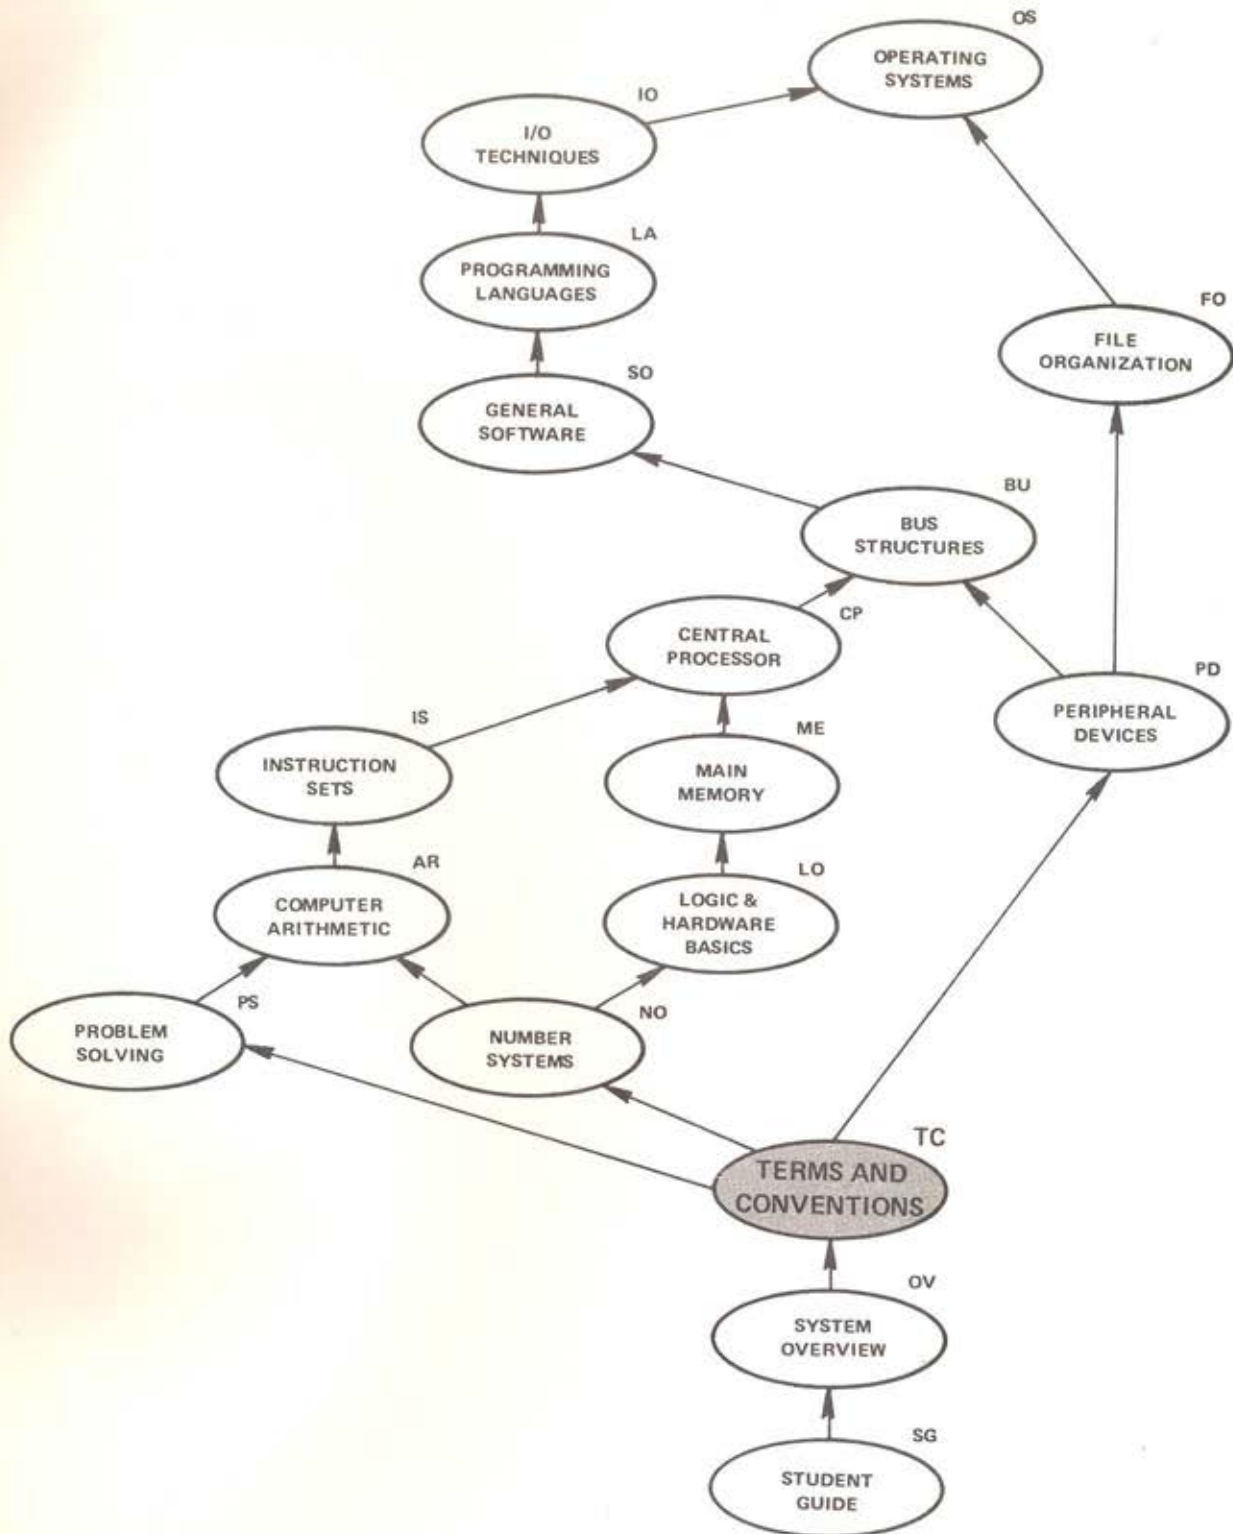 OS
OPERATING
SYSTEMS
IO
I/O
TECHNIQUES
LA
PROGRAMMING
LANGUAGES
FO
FILE
ORGANIZATION
SO
GENERAL
SOFTWARE
BU
BUS
STRUCTURES
CP
CENTRAL
PROCESSOR
PD
PERIPHERAL
DEVICES
IS
INSTRUCTION
SETS
ME
MAIN
MEMORY
AR
COMPUTER
ARITHMETIC
LO
LOGIC &
HARDWARE
BASICS
PS
PROBLEM
SOLVING
NO
NUMBER
SYSTEMS
TC
TERMS AND
CONVENTIONS
OV
SYSTEM
OVERVIEW
SG
STUDENT
GUIDE